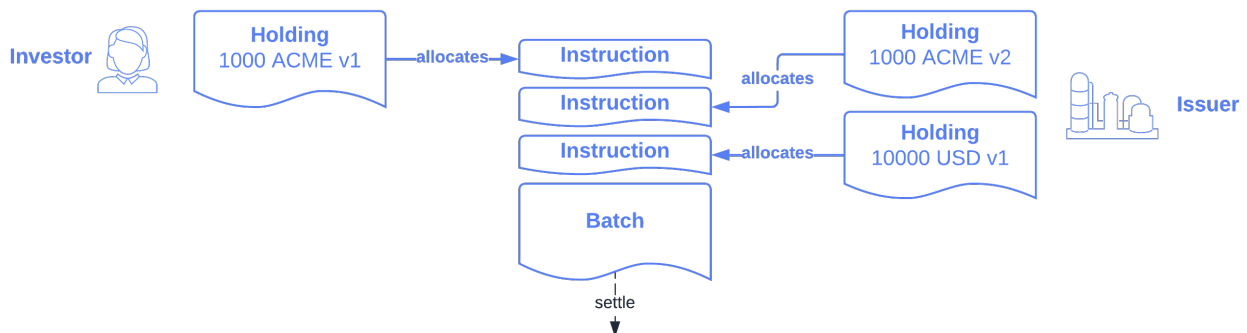 Investor
Holding
1000 ACME v1
allocates
Instruction
Instruction
Instruction
Batch
settle
allocates
allocates
Holding
1000 ACME v2
Holding
10000 USD v1
Issuer